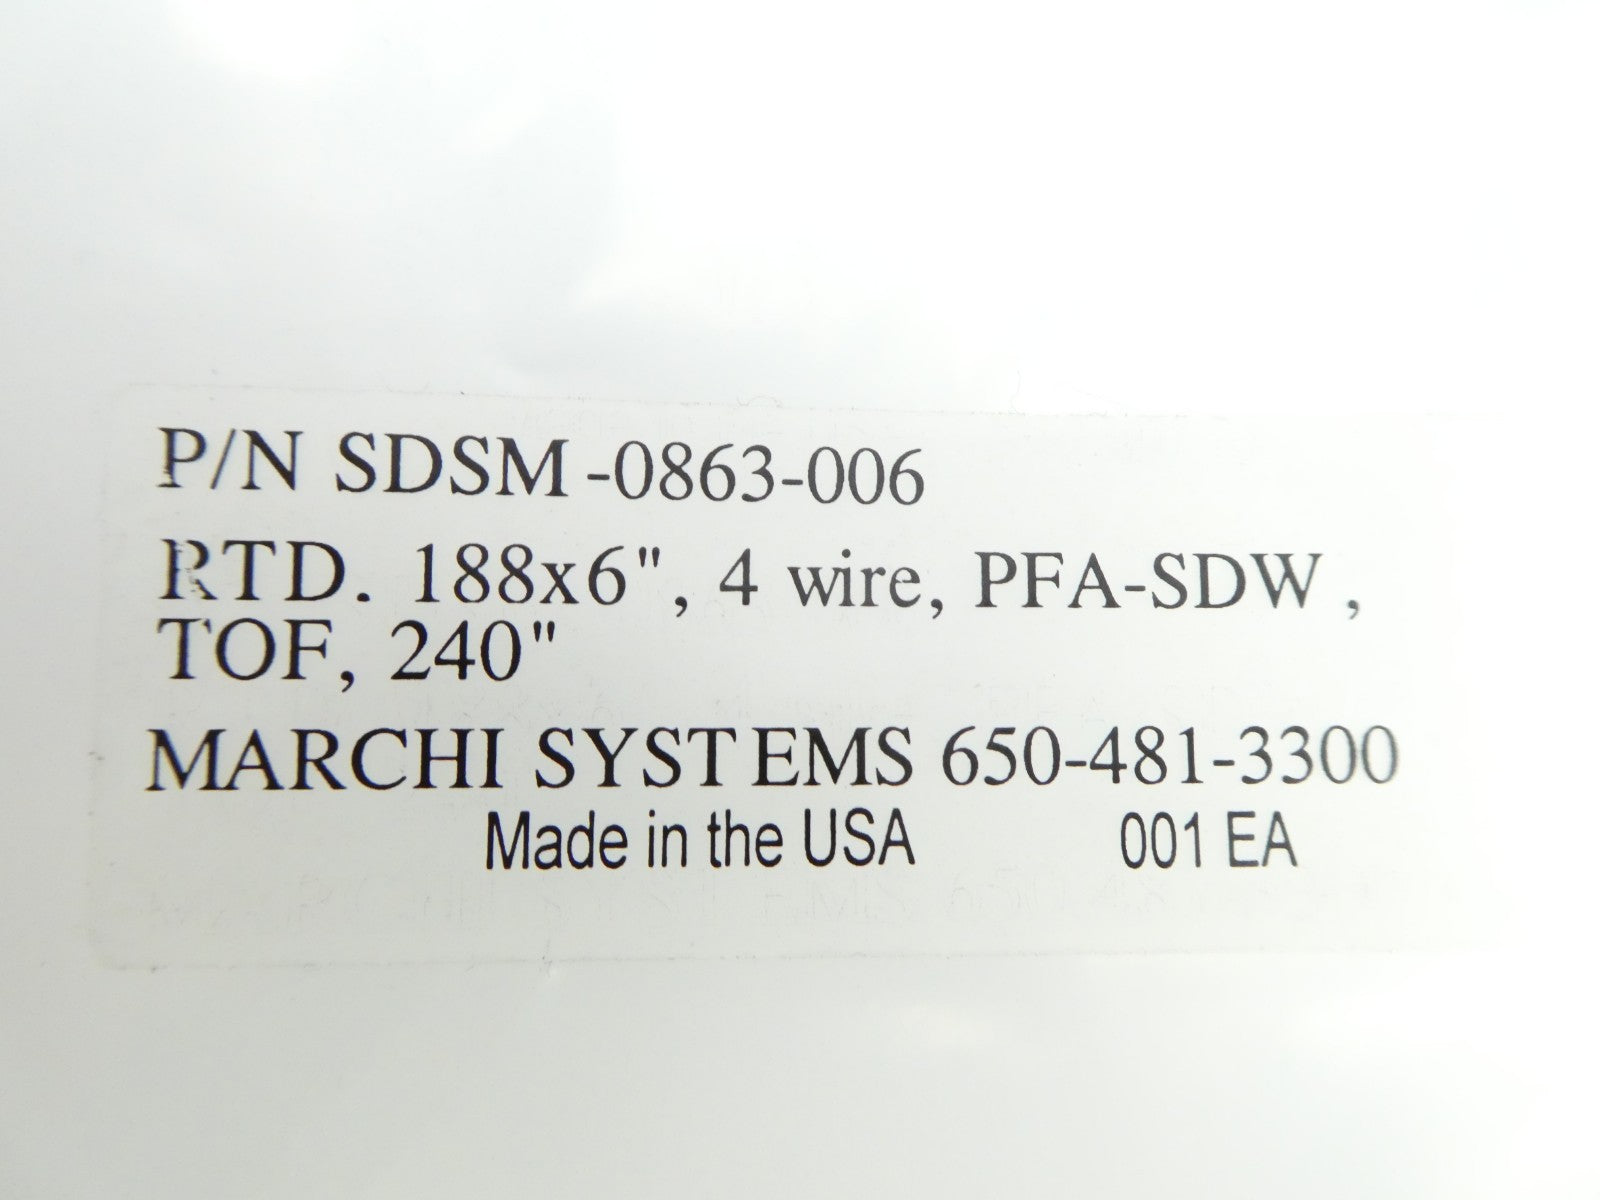 P/N SDSM-0863-006
RTD. 188x6", 4 wire, PFA-SDW,
TOF, 240"
MARCHI SYSTEMS 650-481-3300
Made in the USA 001 EA